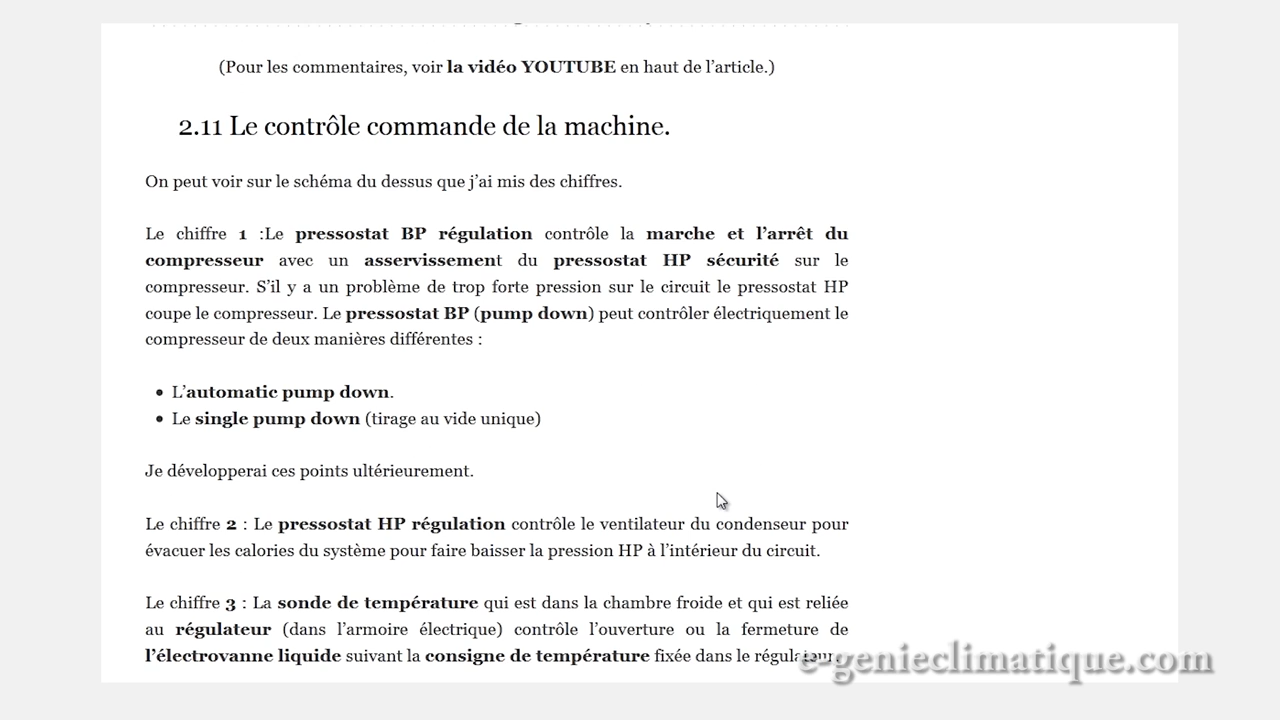 (Pour les commentaires, voir la vidéo YOUTUBE en haut de l'article.)
2.11 Le contrôle commande de la machine.
On peut voir sur le schéma du dessus que j'ai mis des chiffres.
Le chiffre 1 :Le pressostat BP régulation contrôle la marche et l'arrêt du
compresseur avec un asservissement du pressostat HP sécurité sur le
compresseur. S'il y a un problème de trop forte pression sur le circuit le pressostat HP
coupe le compresseur. Le pressostat BP (pump down) peut contrôler électriquement le
compresseur de deux manières différentes :
• L'automatic pump down.
• Le single pump down (tirage au vide unique)
Je développerai ces points ultérieurement.
Le chiffre 2 : Le pressostat HP régulation contrôle le ventilateur du condenseur pour
évacuer les calories du système pour faire baisser la pression HP à l'intérieur du circuit.
Le chiffre 3 : La sonde de température qui est dans la chambre froide et qui est reliée
au régulateur (dans l'armoire électrique) contrôle l'ouverture ou la fermeture de
l'électrovanne liquide suivant la consigne de température fixée dans le régulateur.
e-genieclimatique.com